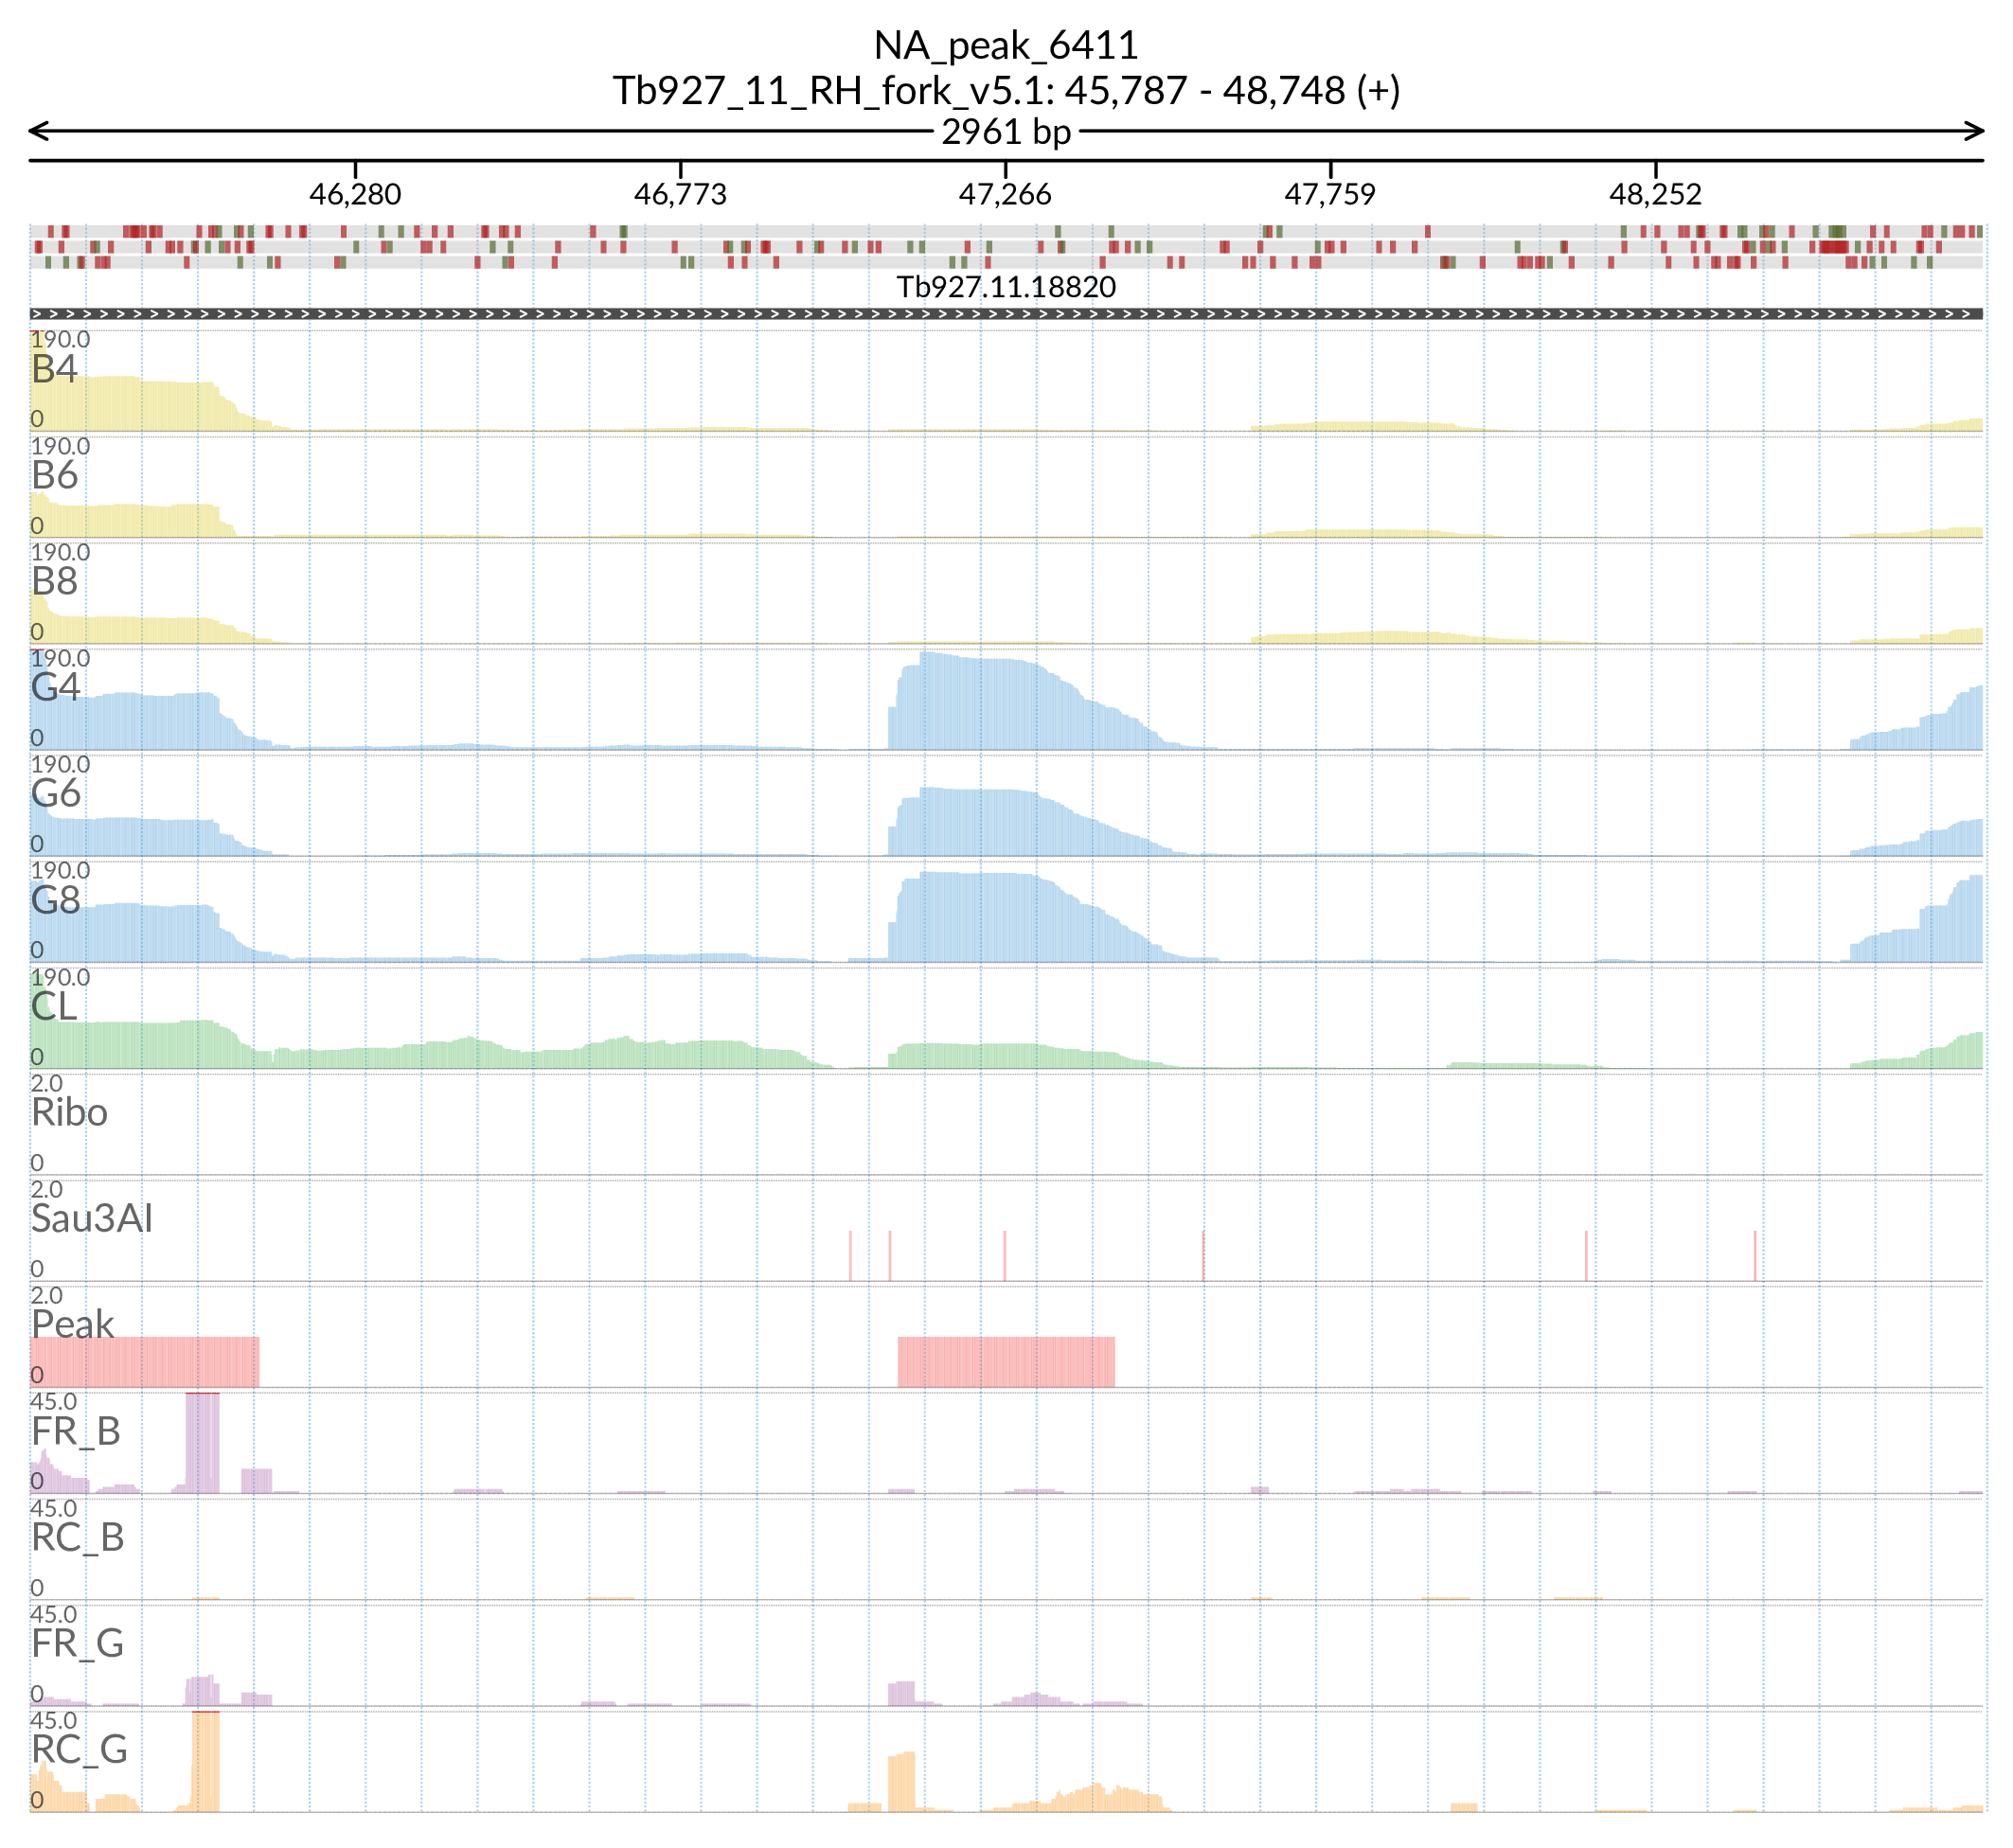 NA_peak_6411
Tb927_11_RH_fork_v5.1: 45,787 - 48,748 (+)
2961 bp
46,280 46,773 47,266 47,759 48,252
Tb927.11.18820
190.0
B4
0
190.0
B6
0
190.0
B8
0
190.0
G4
0
190.0
G6
0
190.0
G8
0
190.0
CL
0
2.0
Ribo
0
2.0
Sau3AI
0
2.0
Peak
0
45.0
FR_B
0
45.0
RC_B
0
45.0
FR_G
0
45.0
RC_G
0